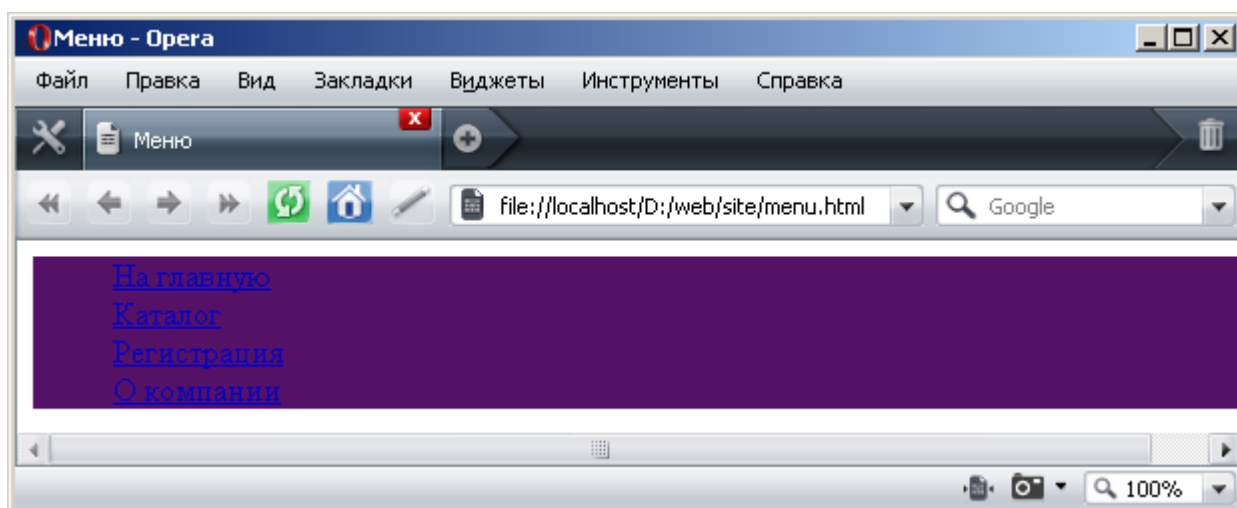 Меню - Opera
Файл Правка Вид Закладки Виджеты Инструменты Справка
Меню
file://localhost/D:/web/site/menu.html Google
На главную
Каталог
Регистрация
О компании
100%